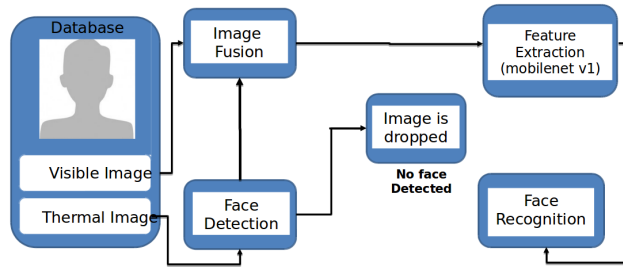 Database
Visible Image
Thermal Image
Image
Fusion
Face
Detection
Image is
dropped
No face
Detected
Feature
Extraction
(mobilenet v1)
Face
Recognition